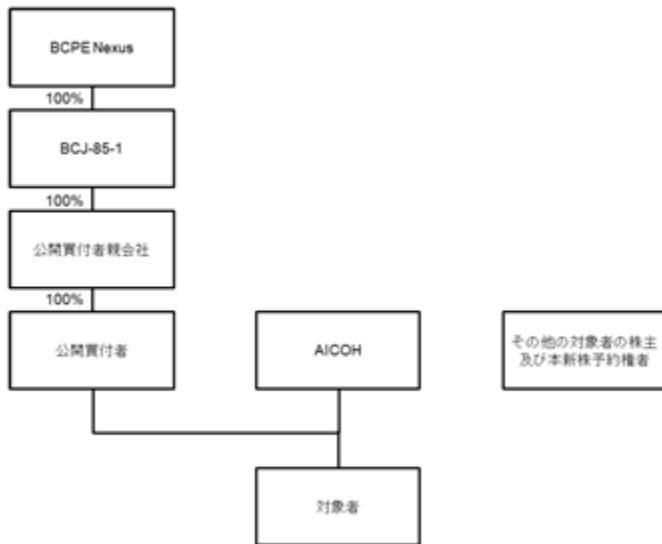 BCPE Nexus
100%
BCJ-85-1
100%
公開買付者親会社
100%
公開買付者
AICOH
その他の対象者の株主
及び本新株予約権者
対象者